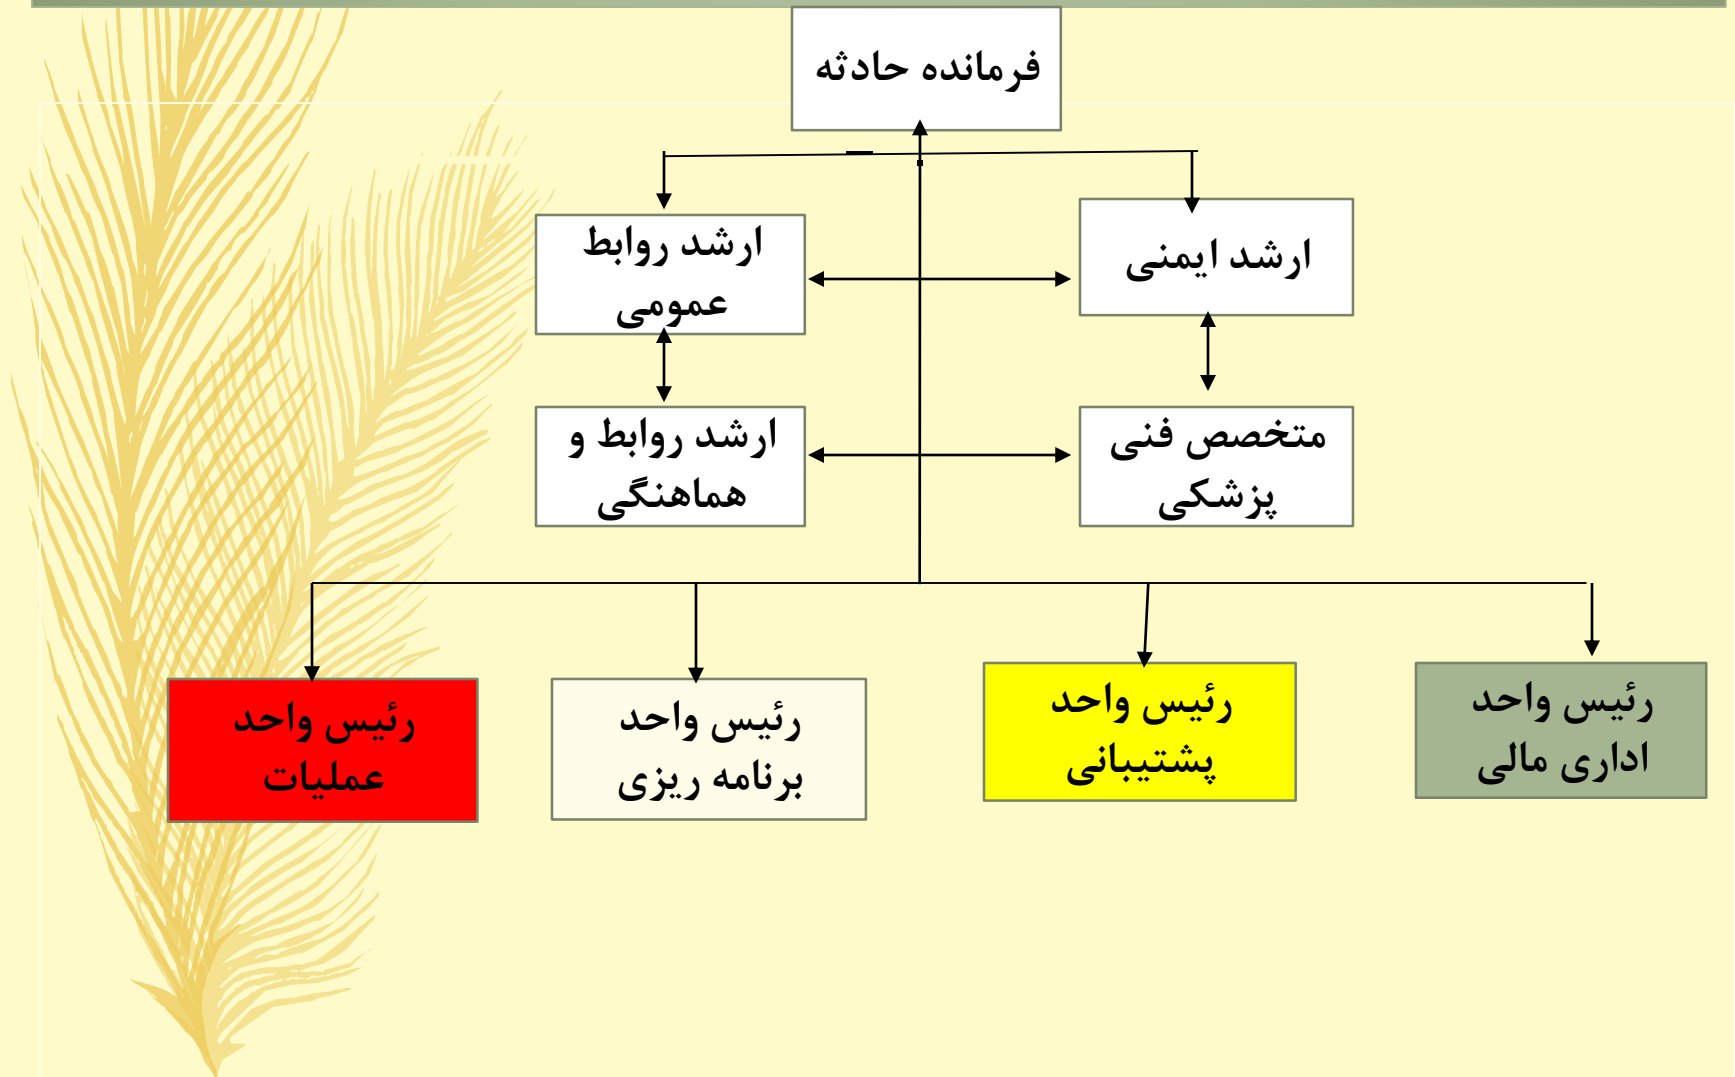 فرمانده حادثه
ارشد ایمنی
ارشد روابط
عمومی
متخصص فنی
پزشکی
ارشد روابط و
هماهنگی
رئیس واحد
اداری مالی
رئیس واحد
پشتیبانی
رئیس واحد
برنامه ریزی
رئیس واحد
عملیات